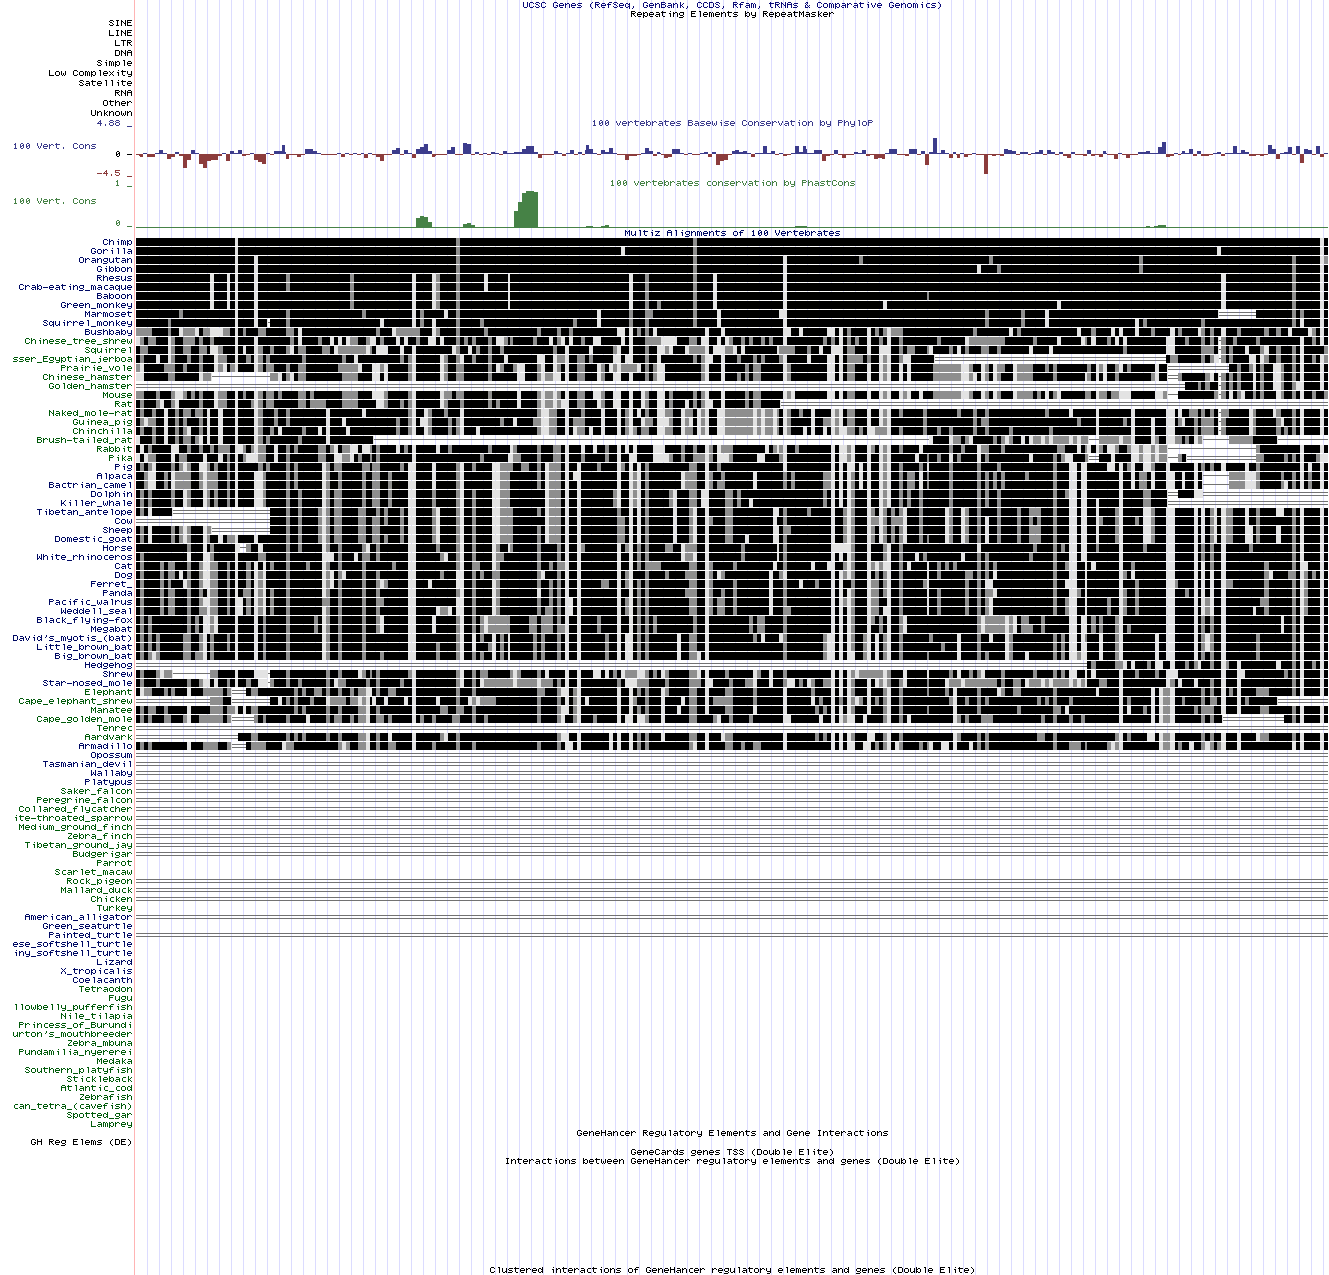 UCSC Genes (RefSeq, GenBank, CCDS, Rfam, tRNAs & Comparative Genomics)
Repeating Elements by RepeatMasker
SINE
LINE
LTR
DNA
Simple
Low Complexity
Satellite
RNA
Other
Unknown
100 vertebrates Basewise Conservation by PhyloP
4.88 _
100 Vert. Cons
0 -
-4.5 _
100 vertebrates conservation by PhastCons
1 _
100 Vert. Cons
0 _
Multiz Alignments of 100 Vertebrates
Chimp
Gorilla
Orangutan
Gibbon
Rhesus
Crab-eating_macaque
Baboon
Green_monkey
Marmoset
Squirrel_monkey
Bushbaby
Chinese_tree_shrew
Squirrel
sser_Egyptian_jerboa
Prairie_vole
Chinese_hamster
Golden_hamster
Mouse
Rat
Naked_mole-rat
Guinea_pig
Chinchilla
Brush-tailed_rat
Rabbit
Pika
Pig
Alpaca
Bactrian_camel
Dolphin
Killer_whale
Tibetan_antelope
Cow
Sheep
Domestic_goat
Horse
White_rhinoceros
Cat
Dog
Ferret_
Panda
Pacific_walrus
Weddell_seal
Black_flying-fox
Megabat
David's_myotis_(bat)
Little_brown_bat
Big_brown_bat
Hedgehog
Shrew
Star-nosed_mole
Elephant
Cape_elephant_shrew
Manatee
Cape_golden_mole
Tenrec
Aardvark
Armadillo
Opossum
Tasmanian_devil
Wallaby
Platypus
Saker_falcon
Peregrine_falcon
Collared_flycatcher
ite-throated_sparrow
Medium_ground_finch
Zebra_finch
Tibetan_ground_jay
Budgerigar
Parrot
Scarlet_macaw
Rock_pigeon
Mallard_duck
Chicken
Turkey
American_alligator
Green_seaturtle
Painted_turtle
ese_softshell_turtle
iny_softshell_turtle
Lizard
X_tropicalis
Coelacanth
Tetraodon
Fugu
llowbelly_pufferfish
Nile_tilapia
Princess_of_Burundi
urton's_mouthbreeder
Zebra_mbuna
Pundamilia_nyererei
Medaka
Southern_platyfish
Stickleback
Atlantic_cod
Zebrafish
can_tetra_(cavefish)
Spotted_gar
Lamprey
GeneHancer Regulatory Elements and Gene Interactions
GH Reg Elems (DE)
GeneCards genes TSS (Double Elite)
Interactions between GeneHancer regulatory elements and genes (Double Elite)
Clustered interactions of GeneHancer regulatory elements and genes (Double Elite)